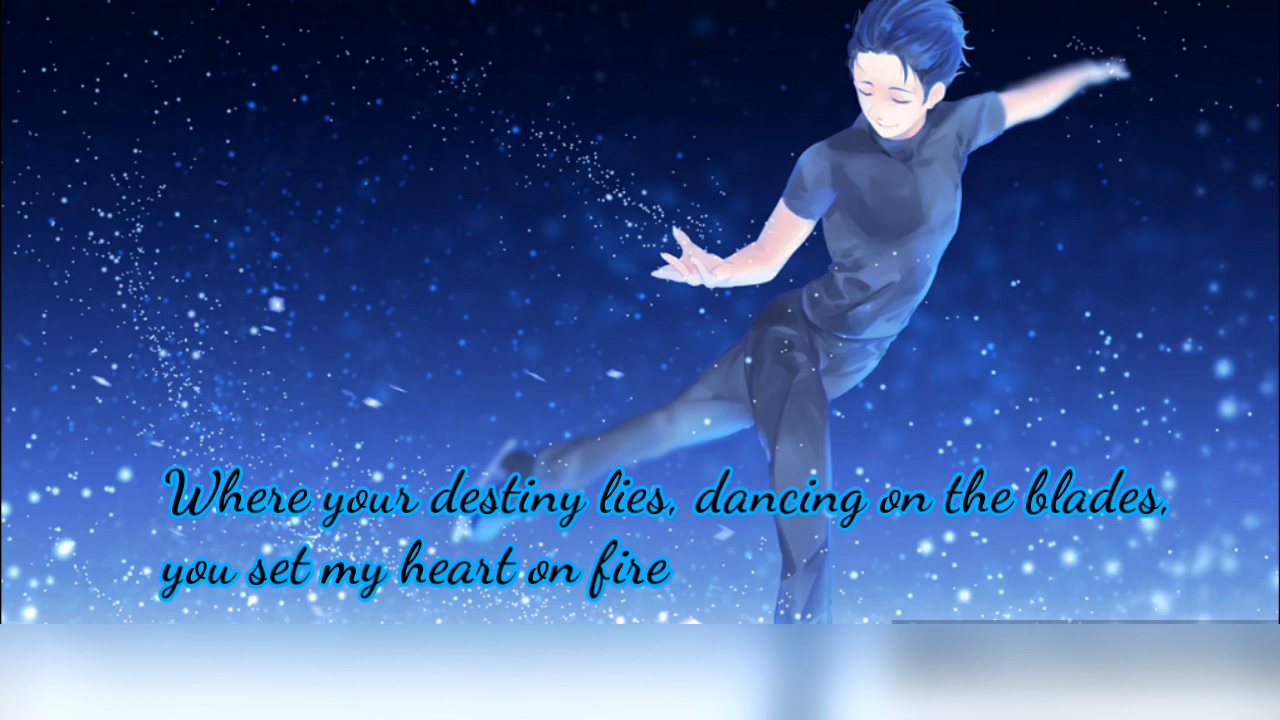 Where your destiny lies, dancing on the blades,
you set my heart on fire